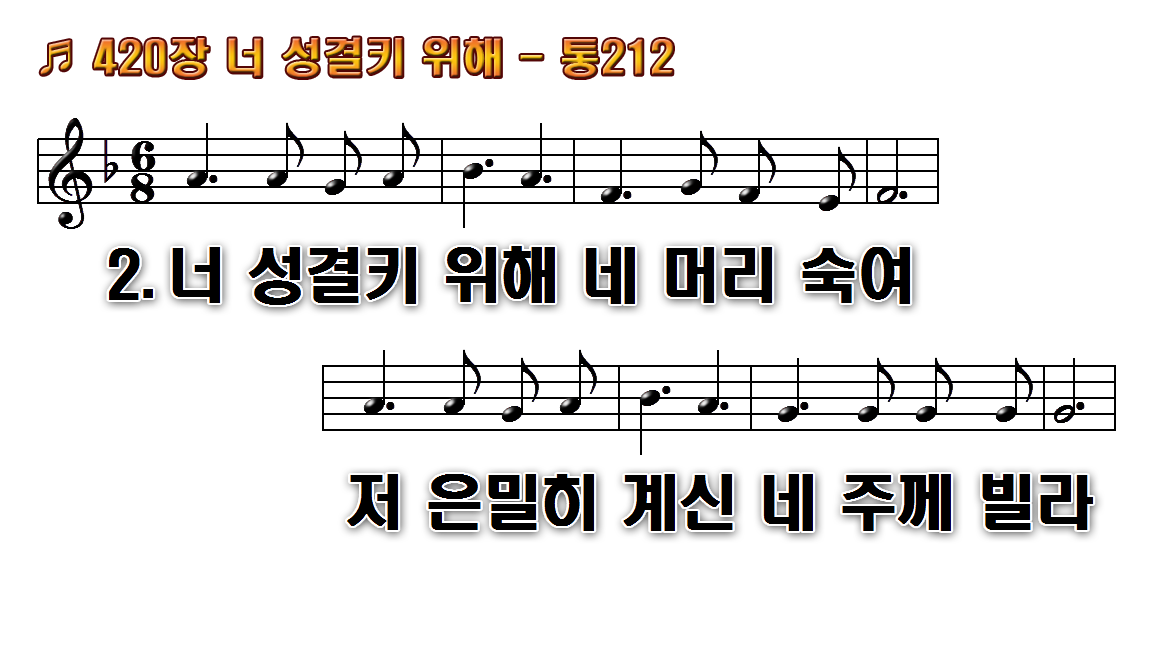 ♬ 420장 너 성결키 위해 - 통212
6
8
2. 너 성결키 위해 네 머리 숙여
저 은밀히 계신 네 주께 빌라